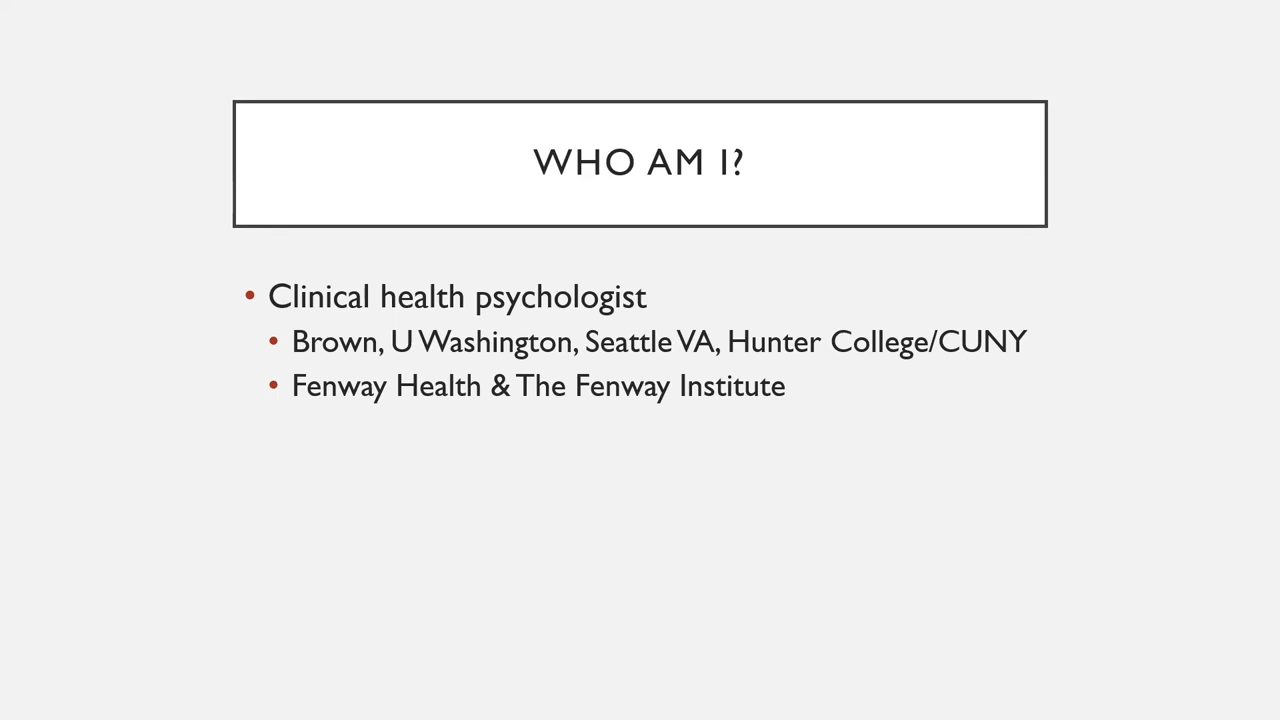 WHO AM I?
• Clinical health psychologist
• Brown, U Washington, Seattle VA, Hunter College/CUNY
• Fenway Health & The Fenway Institute